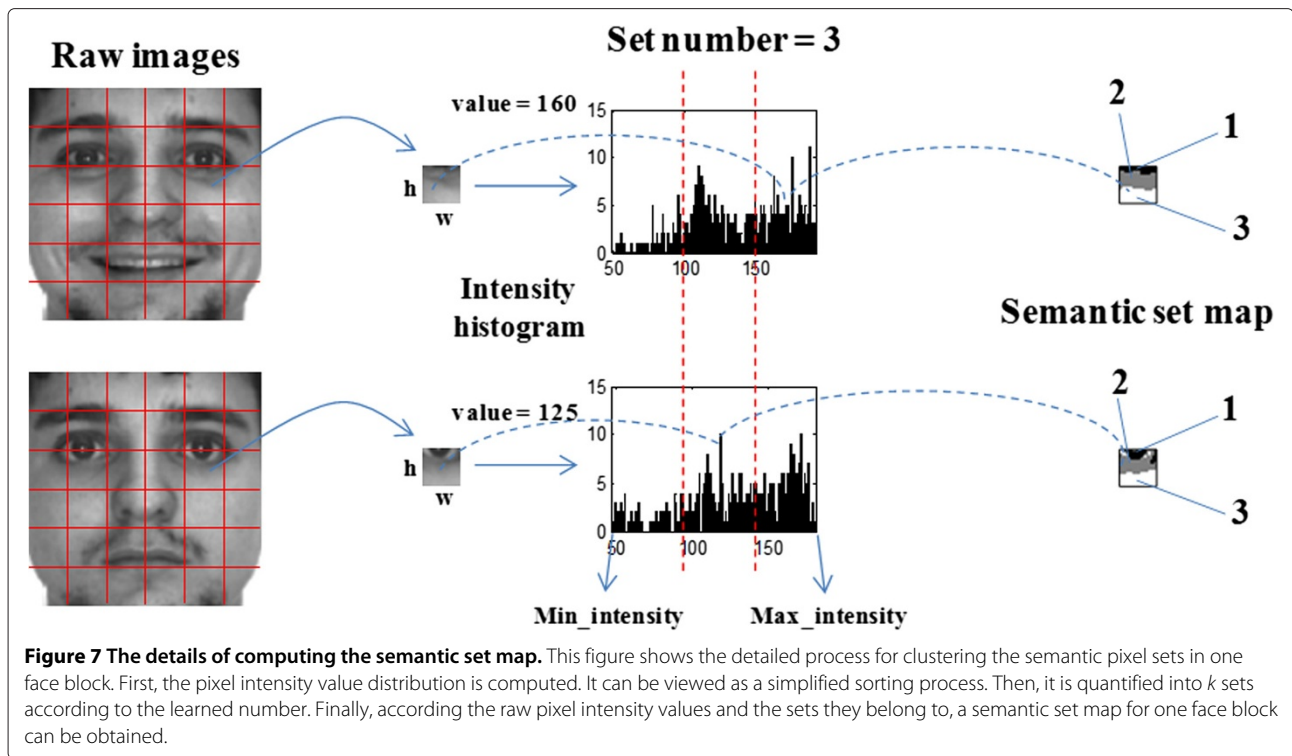 Raw images
Set number = 3
value = 160
h
w
15
10
5
0
50
100
150
2
1
3
Intensity
histogram
Semantic set map
value = 125
h
w
15
10
5
0
50
100
150
2
1
3
Min_intensity
Max_intensity
Figure 7 The details of computing the semantic set map. This figure shows the detailed process for clustering the semantic pixel sets in one
face block. First, the pixel intensity value distribution is computed. It can be viewed as a simplified sorting process. Then, it is quantified into k sets
according to the learned number. Finally, according the raw pixel intensity values and the sets they belong to, a semantic set map for one face block
can be obtained.